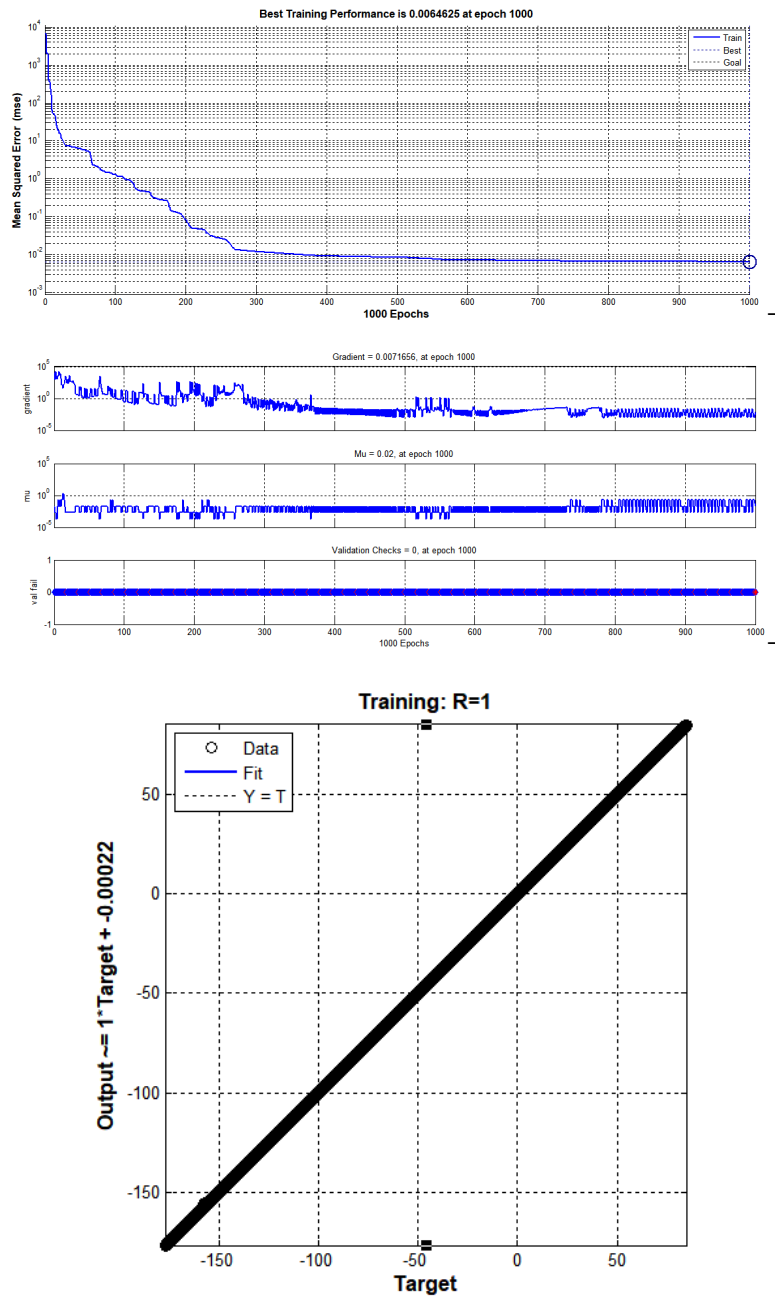 Best Training Performance is 0.0064625 at epoch 1000
Mean Squared Error (mse)
10^4
10^3
10^2
10^1
10^0
10^-1
10^-2
10^-3
Train
Best
Goal
0 100 200 300 400 500 600 700 800 900 1000
1000 Epochs
Gradient = 0.0071656, at epoch 1000
gradient
10^5
10^0
10^-5
Mu = 0.02, at epoch 1000
mu
10^5
10^0
10^-5
Validation Checks = 0, at epoch 1000
val fail
1
0
-1
0 100 200 300 400 500 600 700 800 900 1000
1000 Epochs
Training: R=1
Output ~= 1*Target + -0.00022
Data
Fit
Y = T
50
0
-50
-100
-150
-150 -100 -50 0 50
Target